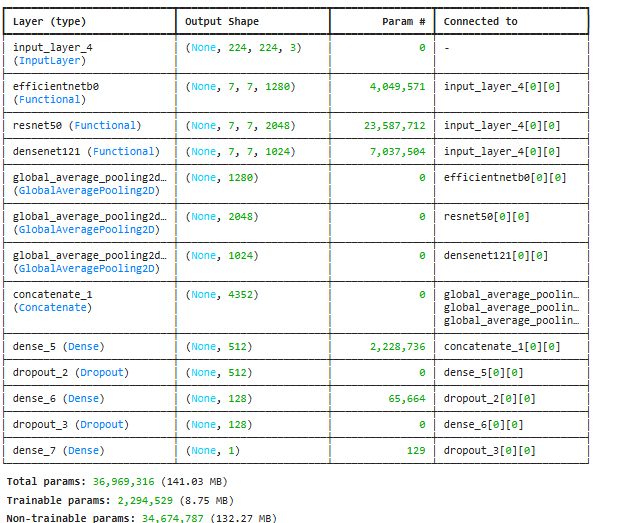 Layer (type) Output Shape Param # Connected to
input_layer_4 (None, 224, 224, 3) 0 -
(InputLayer)
efficientnetb0 (None, 7, 7, 1280) 4,049,571 input_layer_4[0][0]
(Functional)
resnet50 (Functional) (None, 7, 7, 2048) 23,587,712 input_layer_4[0][0]
densenet121 (Functional) (None, 7, 7, 1024) 7,037,504 input_layer_4[0][0]
global_average_pooling2d… (None, 1280) 0 efficientnetb0[0][0]
(GlobalAveragePooling2D)
global_average_pooling2d… (None, 2048) 0 resnet50[0][0]
(GlobalAveragePooling2D)
global_average_pooling2d… (None, 1024) 0 densenet121[0][0]
(GlobalAveragePooling2D)
concatenate_1 (None, 4352) 0 global_average_poolin…
(Concatenate) global_average_poolin…
global_average_poolin…
dense_5 (Dense) (None, 512) 2,228,736 concatenate_1[0][0]
dropout_2 (Dropout) (None, 512) 0 dense_5[0][0]
dense_6 (Dense) (None, 128) 65,664 dropout_2[0][0]
dropout_3 (Dropout) (None, 128) 0 dense_6[0][0]
dense_7 (Dense) (None, 1) 129 dropout_3[0][0]
Total params: 36,969,316 (141.03 MB)
Trainable params: 2,294,529 (8.75 MB)
Non-trainable params: 34,674,787 (132.27 MB)